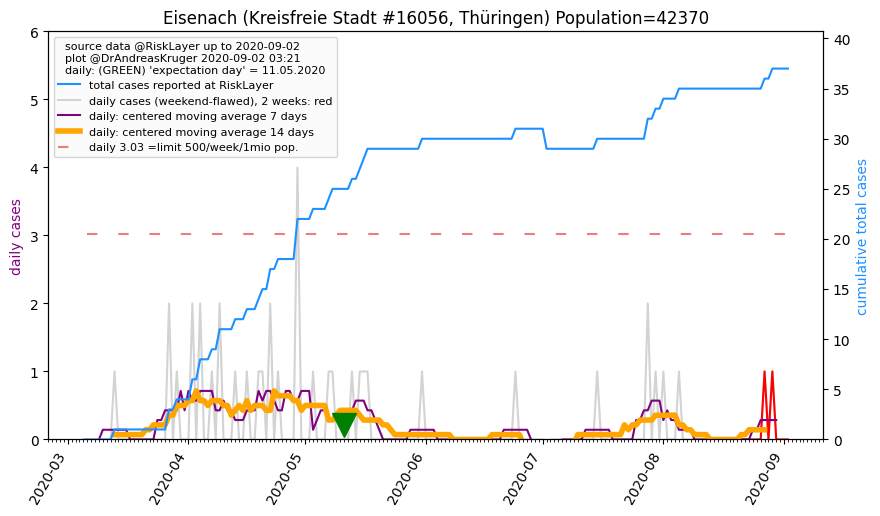 Eisenach (Kreisfreie Stadt #16056, Thüringen) Population=42370
source data @RiskLayer up to 2020-09-02
plot @DrAndreasKruger 2020-09-02 03:21
daily: (GREEN) 'expectation day' = 11.05.2020
total cases reported at RiskLayer
daily cases (weekend-flawed), 2 weeks: red
daily: centered moving average 7 days
daily: centered moving average 14 days
daily 3.03 =limit 500/week/1mio pop.
daily cases
6
5
4
3
2
1
0
40
35
30
25
20
15
10
5
0
cumulative total cases
2020-03
2020-04
2020-05
2020-06
2020-07
2020-08
2020-09